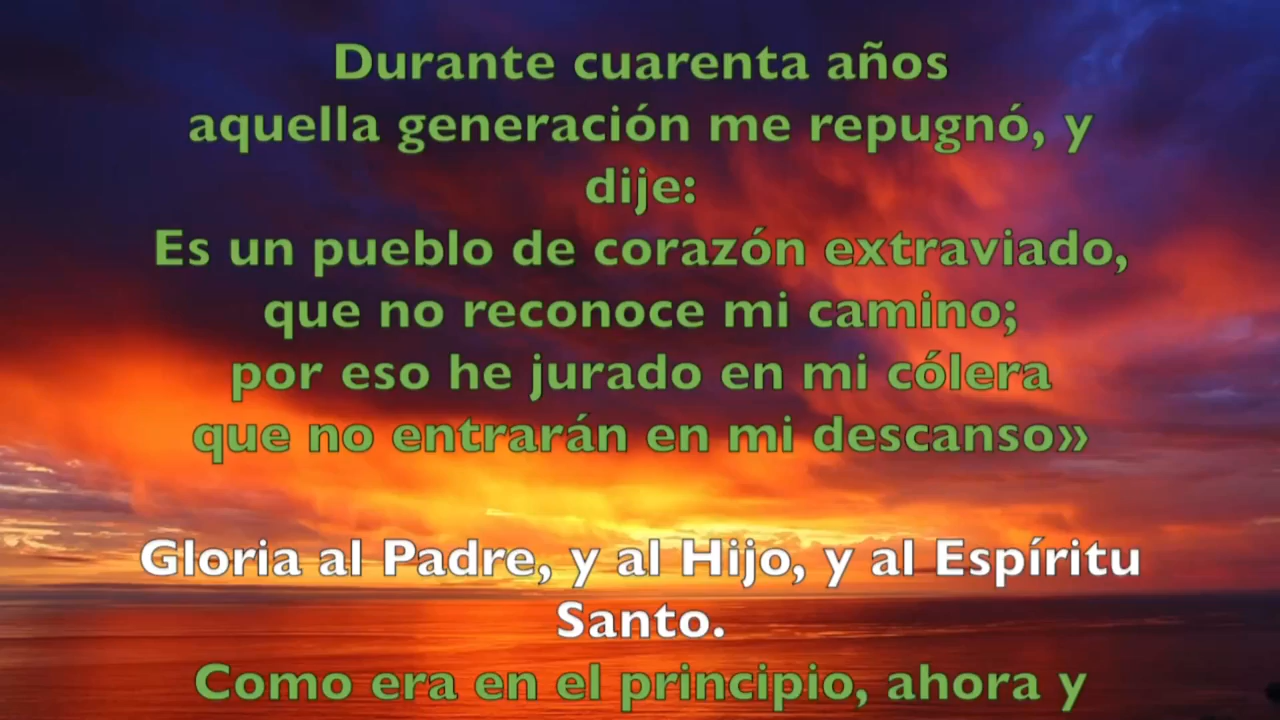 Durante cuarenta años
aquella generación me repugnó, y
dije:
Es un pueblo de corazón extraviado,
que no reconoce mi camino;
por eso he jurado en mi cólera
que no entrarán en mi descanso»
Gloria al Padre, y al Hijo, y al Espíritu
Santo.
Como era en el principio, ahora y